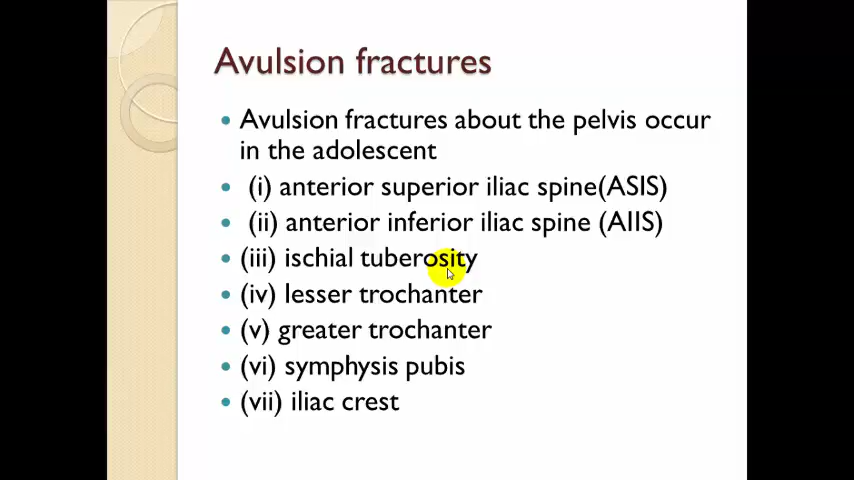 Avulsion fractures
• Avulsion fractures about the pelvis occur
in the adolescent
• (i) anterior superior iliac spine(ASIS)
• (ii) anterior inferior iliac spine (AIIS)
• (iii) ischial tuberosity
• (iv) lesser trochanter
• (v) greater trochanter
• (vi) symphysis pubis
• (vii) iliac crest